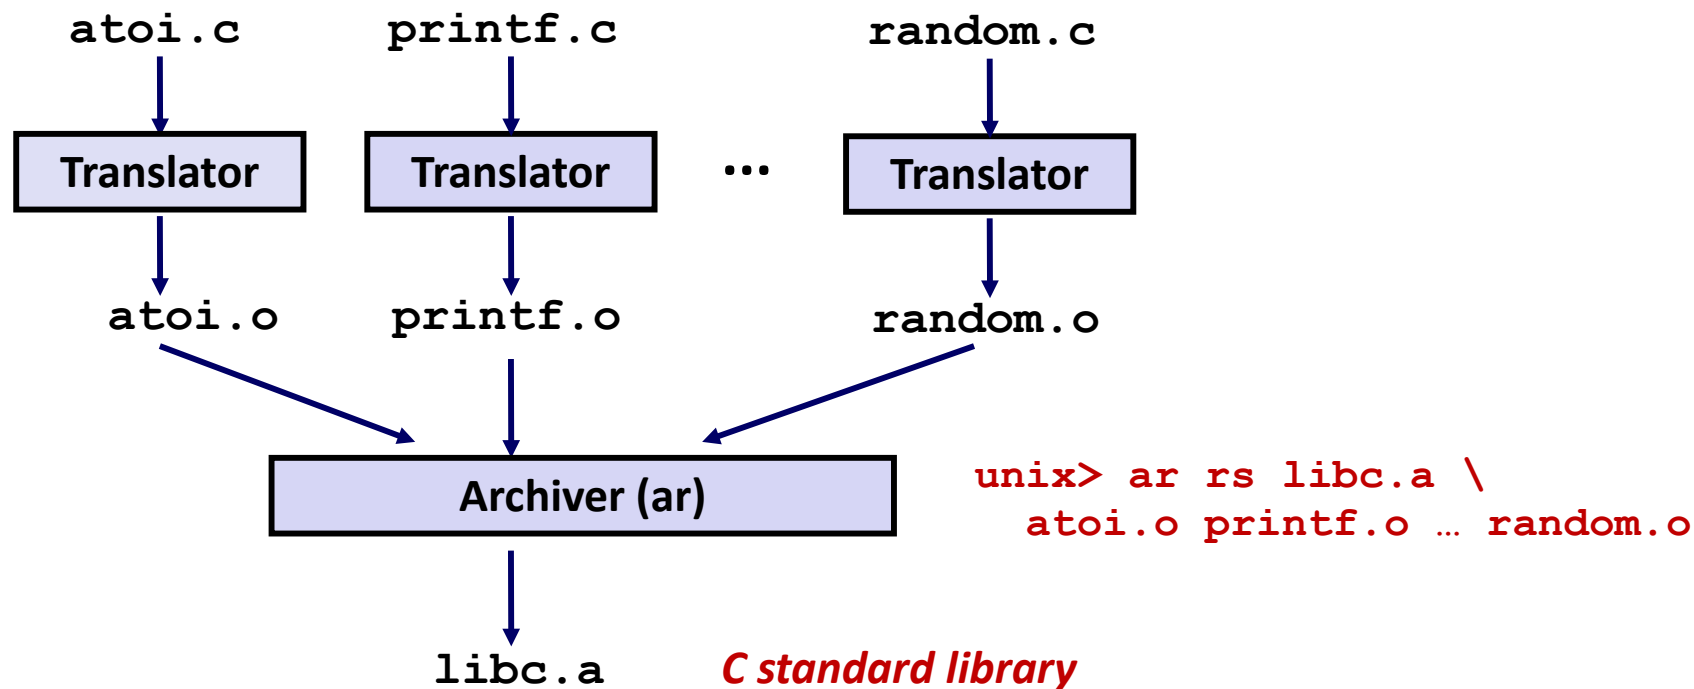 atoi.c printf.c random.c
Translator Translator ... Translator
atoi.o printf.o random.o
Archiver (ar)
unix> ar rs libc.a \
atoi.o printf.o … random.o
libc.a C standard library